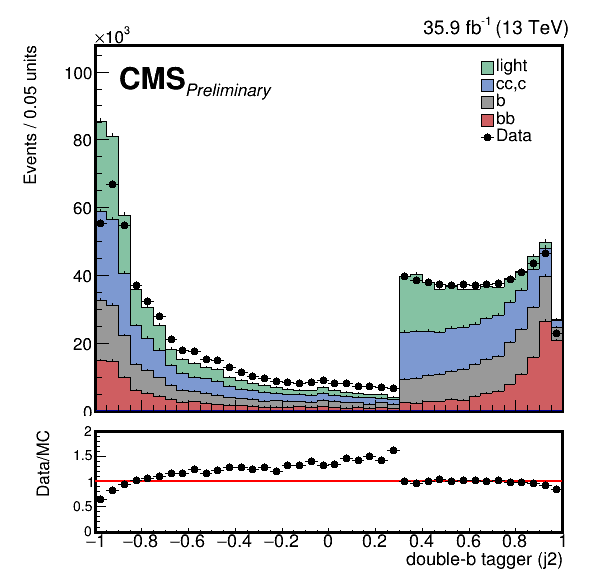 35.9 fb⁻¹ (13 TeV)
×10³
CMS Preliminary
light
cc,c
b
bb
Data
Events / 0.05 units
100
80
60
40
20
0
Data/MC
2
1.5
1
0.5
0
−1 −0.8 −0.6 −0.4 −0.2 0 0.2 0.4 0.6 0.8 1
double-b tagger (j2)